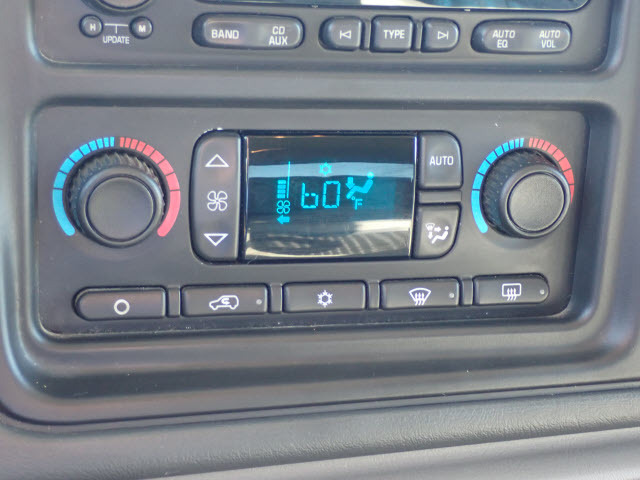 H M
UPDATE
BAND
CD
AUX
TYPE
AUTO
EQ
AUTO
VOL
60
F
AUTO